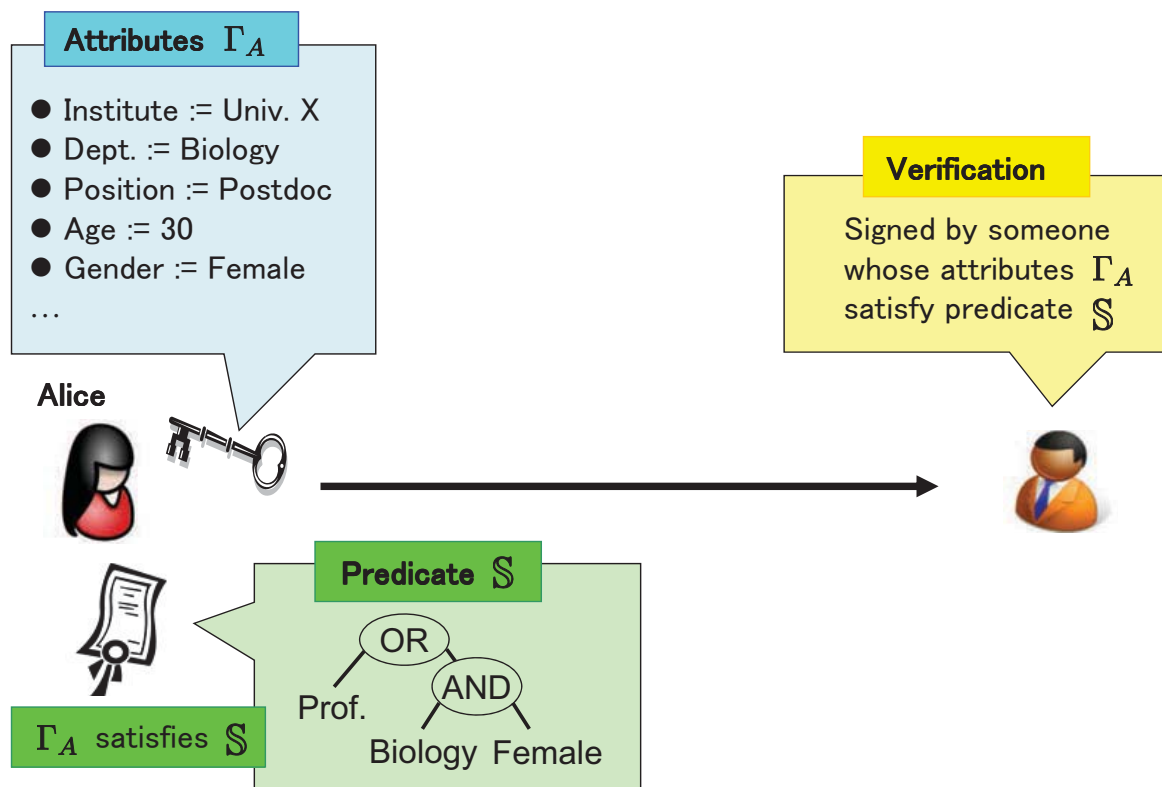 Attributes Γ_A
● Institute := Univ. X
● Dept. := Biology
● Position := Postdoc
● Age := 30
● Gender := Female
...
Verification
Signed by someone
whose attributes Γ_A
satisfy predicate 𝕊
Alice
Predicate 𝕊
OR
AND
Prof.
Biology Female
Γ_A satisfies 𝕊